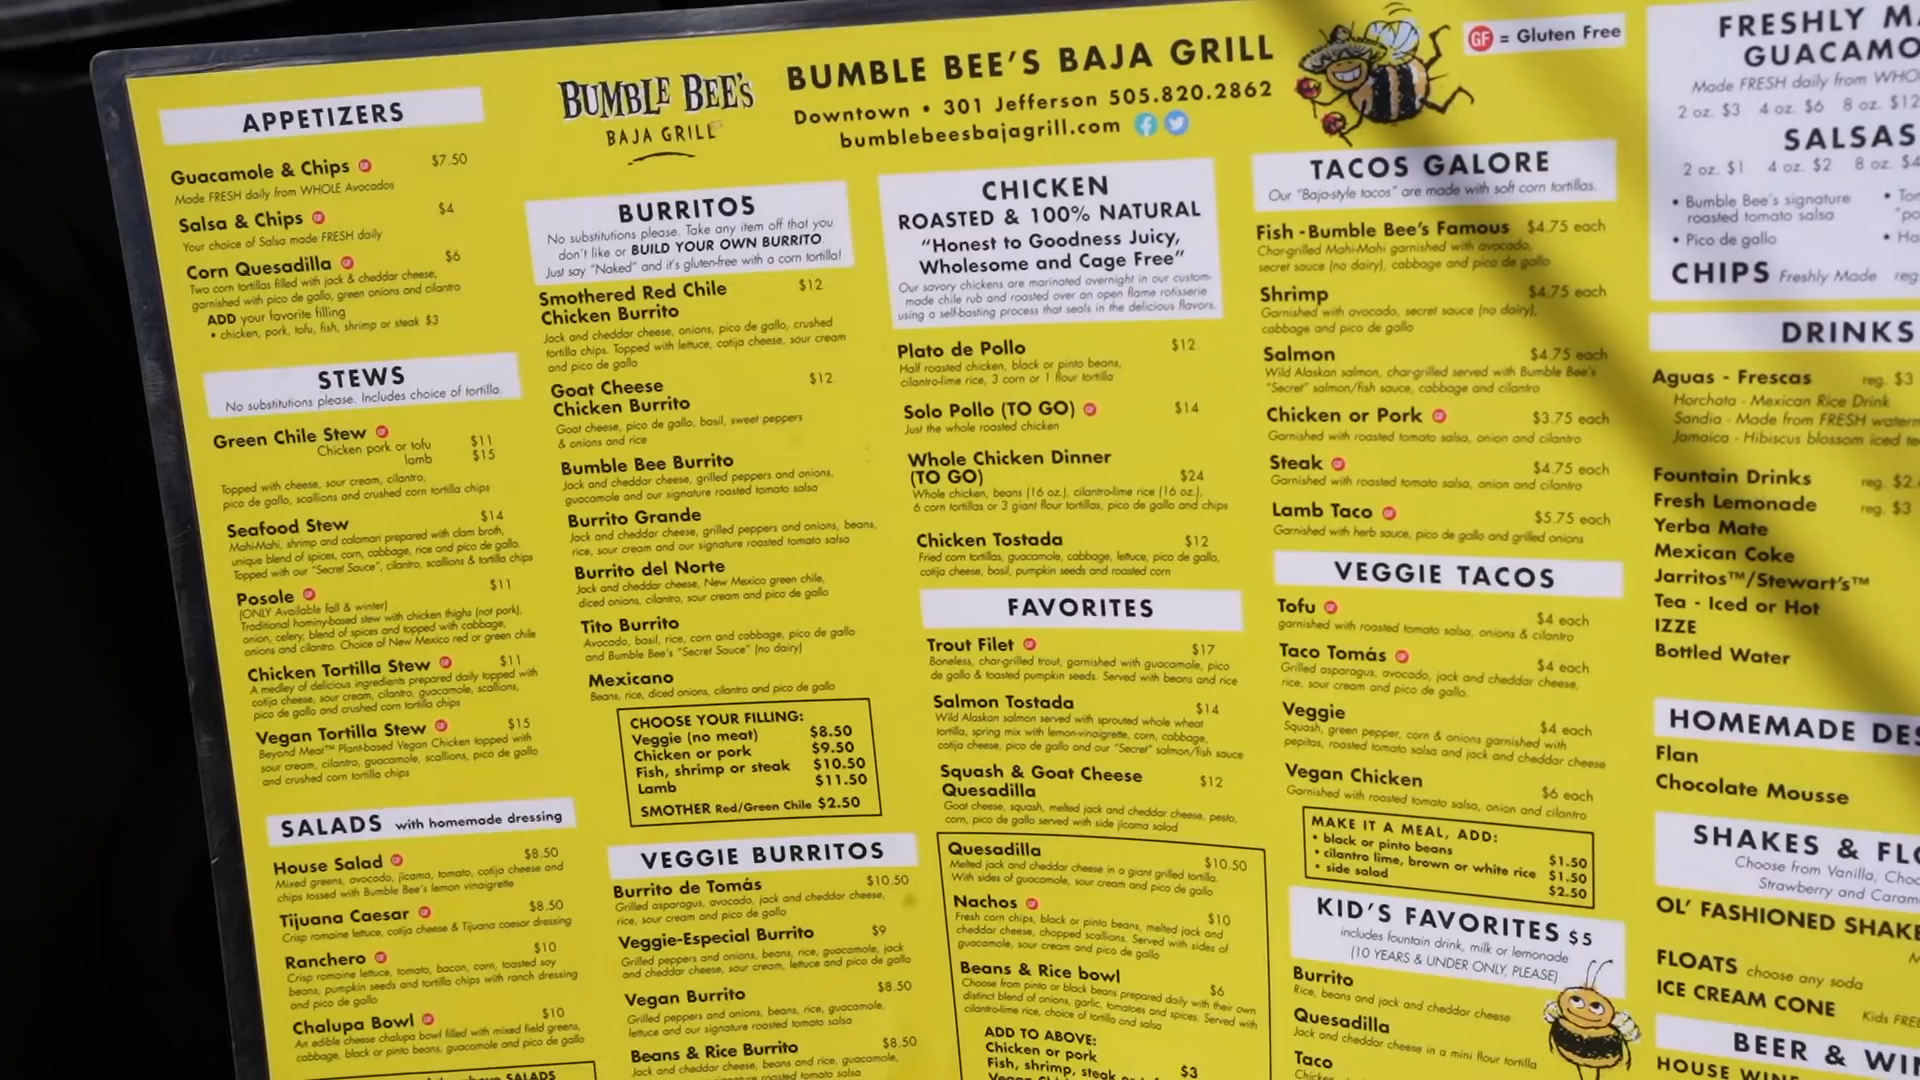 BUMBLE BEE'S
BAJA GRILL
BUMBLE BEE'S BAJA GRILL
Downtown • 301 Jefferson 505.820.2862
bumblebeesbajagrill.com
GF = Gluten Free
APPETIZERS
Guacamole & Chips GF $7.50
Made FRESH daily from WHOLE Avocados
Salsa & Chips GF $4
Your choice of Salsa made FRESH daily
Corn Quesadilla GF $6
Two corn tortillas filled with jack & cheddar cheese,
garnished with pico de gallo, green onions and cilantro
ADD your favorite filling
• chicken, pork, tofu, fish, shrimp or steak $3
STEWS
No substitutions please. Includes choice of tortilla.
Green Chile Stew GF
Chicken pork or tofu $11
lamb $15
Topped with cheese, sour cream, cilantro,
pico de gallo, scallions and crushed corn tortilla chips
Seafood Stew $14
Mahi-Mahi, shrimp and calamari prepared with clam broth,
unique blend of spices, corn, cabbage, rice and pico de gallo.
Topped with our "Secret Sauce", cilantro, scallions & tortilla chips
Posole GF $11
(ONLY Available fall & winter)
Traditional hominy-based stew with chicken thighs (not pork),
onion, celery, blend of spices and topped with cabbage,
onions and cilantro. Choice of New Mexico red or green chile
Chicken Tortilla Stew GF $11
A medley of delicious ingredients prepared daily topped with
cotija cheese, sour cream, cilantro, guacamole, scallions,
pico de gallo and crushed corn tortilla chips
Vegan Tortilla Stew GF $15
Beyond Meat™ Plant-based Vegan Chicken topped with
sour cream, cilantro, guacamole, scallions, pico de gallo
and crushed corn tortilla chips
SALADS with homemade dressing
House Salad GF $8.50
Mixed greens, avocado, jicama, tomato, cotija cheese and
chips tossed with Bumble Bee's lemon vinaigrette
Tijuana Caesar GF $8.50
Crisp romaine lettuce, cotija cheese & Tijuana caesar dressing
Ranchero GF $10
Crisp romaine lettuce, tomato, bacon, corn, toasted soy
beans, pumpkin seeds and tortilla chips with ranch dressing
and pico de gallo
Chalupa Bowl GF $10
An edible cheese chalupa bowl filled with mixed field greens,
cabbage, black or pinto beans, guacamole and pico de gallo
SALADS
BURRITOS
No substitutions please. Take any item off that you
don't like or BUILD YOUR OWN BURRITO.
Just say "Naked" and it's gluten-free with a corn tortilla!
Smothered Red Chile $12
Chicken Burrito
Jack and cheddar cheese, onions, pico de gallo, crushed
tortilla chips. Topped with lettuce, cotija cheese, sour cream
and pico de gallo
Goat Cheese $12
Chicken Burrito
Goat cheese, pico de gallo, basil, sweet peppers
& onions and rice
Bumble Bee Burrito
Jack and cheddar cheese, grilled peppers and onions,
guacamole and our signature roasted tomato salsa
Burrito Grande
Jack and cheddar cheese, grilled peppers and onions, beans,
rice, sour cream and our signature roasted tomato salsa
Burrito del Norte
Jack and cheddar cheese, New Mexico green chile,
diced onions, cilantro, sour cream and pico de gallo
Tito Burrito
Avocado, basil, rice, corn and cabbage, pico de gallo
and Bumble Bee's "Secret Sauce" (no dairy)
Mexicano
Beans, rice, diced onions, cilantro and pico de gallo
CHOOSE YOUR FILLING:
Veggie (no meat) $8.50
Chicken or pork $9.50
Fish, shrimp or steak $10.50
Lamb $11.50
SMOTHER Red/Green Chile $2.50
VEGGIE BURRITOS
Burrito de Tomás $10.50
Grilled asparagus, avocado, jack and cheddar cheese,
rice, sour cream and pico de gallo
Veggie-Especial Burrito $9
Grilled peppers and onions, beans, rice, guacamole, jack
and cheddar cheese, sour cream, lettuce and pico de gallo
Vegan Burrito $8.50
Grilled peppers and onions, beans, rice, guacamole,
lettuce and our signature roasted tomato salsa
Beans & Rice Burrito $8.50
Jack and cheddar cheese, beans and rice, guacamole,
roasted tomato salsa
CHICKEN
ROASTED & 100% NATURAL
"Honest to Goodness Juicy,
Wholesome and Cage Free"
Our savory chickens are marinated overnight in our custom-
made chile rub and roasted over an open flame rotisserie
using a self-basting process that seals in the delicious flavors.
Plato de Pollo $12
Half roasted chicken, black or pinto beans,
cilantro-lime rice, 3 corn or 1 flour tortilla
Solo Pollo (TO GO) GF $14
Just the whole roasted chicken
Whole Chicken Dinner
(TO GO) $24
Whole chicken, beans (16 oz.), cilantro-lime rice (16 oz.),
6 corn tortillas or 3 giant flour tortillas, pico de gallo and chips
Chicken Tostada $12
Fried corn tortillas, guacamole, cabbage, lettuce, pico de gallo,
cotija cheese, basil, pumpkin seeds and roasted corn
FAVORITES
Trout Filet GF $17
Boneless, char-grilled trout, garnished with guacamole, pico
de gallo & toasted pumpkin seeds. Served with beans and rice
Salmon Tostada $14
Wild Alaskan salmon served with sprouted whole wheat
tortilla, spring mix with lemon-vinaigrette, corn, cabbage,
cotija cheese, pico de gallo and our "Secret" salmon/fish sauce
Squash & Goat Cheese $12
Quesadilla
Goat cheese, squash, melted jack and cheddar cheese, pesto,
corn, pico de gallo served with side jicama salad
Quesadilla $10.50
Melted jack and cheddar cheese in a giant grilled tortilla.
With sides of guacamole, sour cream and pico de gallo
Nachos GF $10
Fresh corn chips, black or pinto beans, melted jack and
cheddar cheese, chopped scallions. Served with sides of
guacamole, sour cream and pico de gallo
Beans & Rice bowl $6
Choose from pinto or black beans prepared daily with their own
distinct blend of onions, garlic, tomatoes and spices. Served with
cilantro-lime rice, choice of tortilla and salsa
ADD TO ABOVE:
Chicken or pork $3
Fish, shrimp, steak
TACOS GALORE
Our "Baja-style tacos" are made with soft corn tortillas.
Fish - Bumble Bee's Famous $4.75 each
Char-grilled Mahi-Mahi garnished with avocado,
secret sauce (no dairy), cabbage and pico de gallo
Shrimp $4.75 each
Garnished with avocado, secret sauce (no dairy),
cabbage and pico de gallo
Salmon $4.75 each
Wild Alaskan salmon, char-grilled served with Bumble Bee's
"Secret" salmon/fish sauce, cabbage and cilantro
Chicken or Pork GF $3.75 each
Garnished with roasted tomato salsa, onion and cilantro
Steak GF $4.75 each
Garnished with roasted tomato salsa, onion and cilantro
Lamb Taco GF $5.75 each
Garnished with herb sauce, pico de gallo and grilled onions
VEGGIE TACOS
Tofu GF $4 each
garnished with roasted tomato salsa, onions & cilantro
Taco Tomás GF $4 each
Grilled asparagus, avocado, jack and cheddar cheese,
rice, sour cream and pico de gallo.
Veggie $4 each
Squash, green pepper, corn & onions garnished with
pepitas, roasted tomato salsa and jack and cheddar cheese
Vegan Chicken $6 each
Garnished with roasted tomato salsa, onion and cilantro
MAKE IT A MEAL, ADD:
• black or pinto beans $1.50
• cilantro lime, brown or white rice $1.50
• side salad $2.50
KID'S FAVORITES $5
includes fountain drink, milk or lemonade
(10 YEARS & UNDER ONLY, PLEASE)
Burrito
Rice, beans and jack and cheddar cheese
Quesadilla
Jack and cheddar cheese in a mini flour tortilla
Taco
FRESHLY
GUACAMO
Made FRESH daily from WHO
2 oz. $3 4 oz. $6 8 oz. $12
SALSAS
2 oz. $1 4 oz. $2 8 oz. $4
• Bumble Bee's signature
roasted tomato salsa
• Pico de gallo
CHIPS Freshly Made reg
DRINKS
Aguas - Frescas reg. $3
Horchata - Mexican Rice Drink
Sandia - Made from FRESH waterm
Jamaica - Hibiscus blossom iced te
Fountain Drinks reg. $2.
Fresh Lemonade reg. $3
Yerba Mate
Mexican Coke
Jarritos™/Stewart's™
Tea - Iced or Hot
IZZE
Bottled Water
HOMEMADE DES
Flan
Chocolate Mousse
SHAKES & FLO
Choose from Vanilla, Choc
Strawberry and Caram
OL' FASHIONED SHAKE
FLOATS choose any soda
ICE CREAM CONE Kids FREE
BEER & WIN
HOUSE WINE